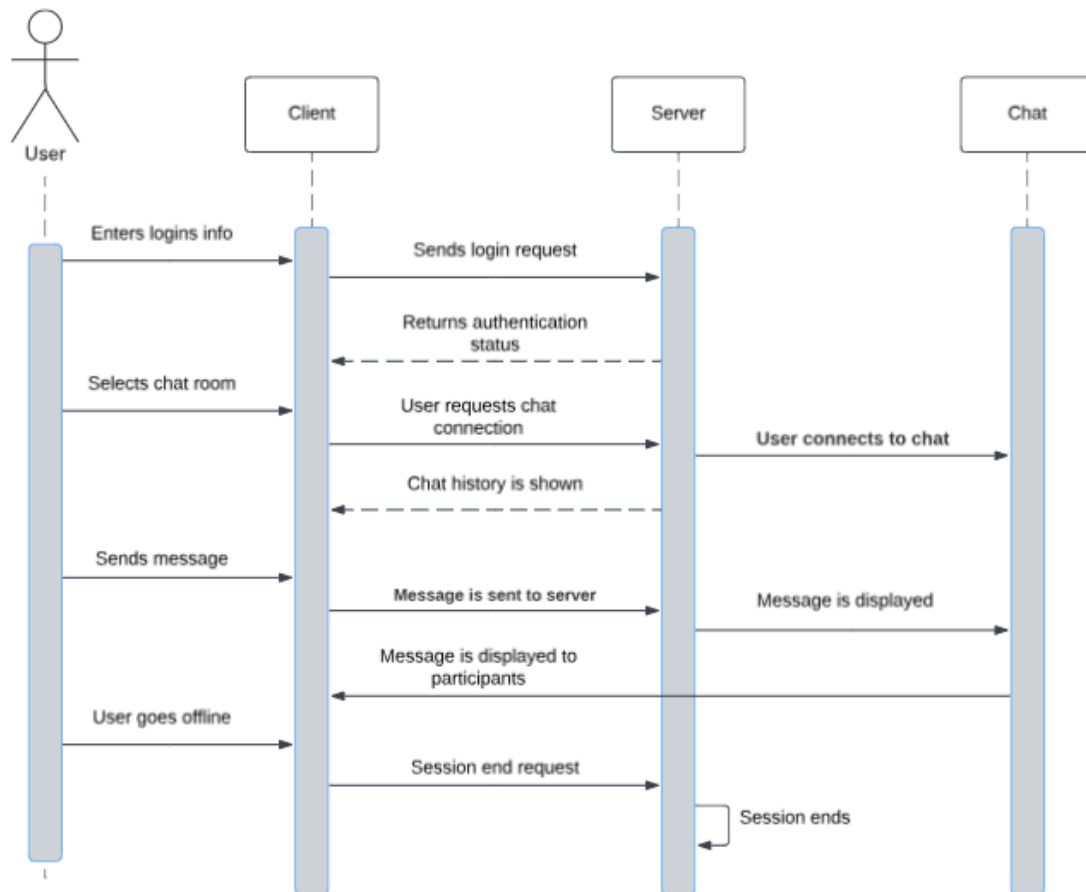 User
Client
Server
Chat
Enters logins info
Sends login request
Returns authentication
status
Selects chat room
User requests chat
connection
User connects to chat
Chat history is shown
Sends message
Message is sent to server
Message is displayed
Message is displayed to
participants
User goes offline
Session end request
Session ends